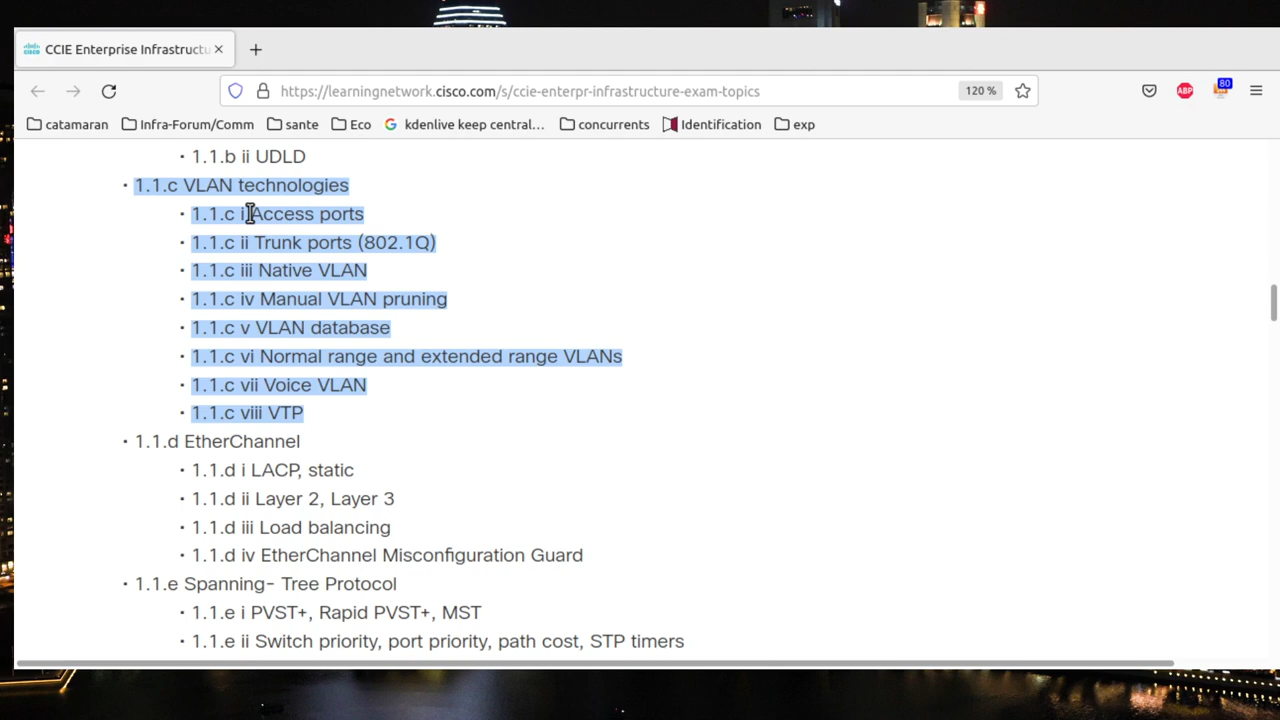 CCIE Enterprise Infrastructu
https://learningnetwork.cisco.com/s/ccie-enterpr-infrastructure-exam-topics
120 %
ABP
80
catamaran
Infra-Forum/Comm
sante
Eco
kdenlive keep central...
concurrents
Identification
exp
• 1.1.b ii UDLD
• 1.1.c VLAN technologies
• 1.1.c i Access ports
• 1.1.c ii Trunk ports (802.1Q)
• 1.1.c iii Native VLAN
• 1.1.c iv Manual VLAN pruning
• 1.1.c v VLAN database
• 1.1.c vi Normal range and extended range VLANs
• 1.1.c vii Voice VLAN
• 1.1.c viii VTP
• 1.1.d EtherChannel
• 1.1.d i LACP, static
• 1.1.d ii Layer 2, Layer 3
• 1.1.d iii Load balancing
• 1.1.d iv EtherChannel Misconfiguration Guard
• 1.1.e Spanning- Tree Protocol
• 1.1.e i PVST+, Rapid PVST+, MST
• 1.1.e ii Switch priority, port priority, path cost, STP timers